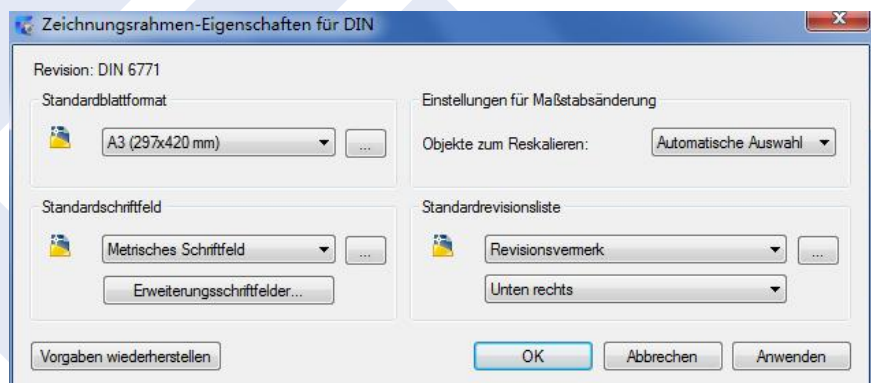 Zeichnungsrahmen-Eigenschaften für DIN
Revision: DIN 6771
Standardblattformat
A3 (297x420 mm)
...
Einstellungen für Maßstabsänderung
Objekte zum Reskalieren:
Automatische Auswahl
Standardschriftfeld
Metrisches Schriftfeld
...
Erweiterungsschriftfelder...
Standardrevisionsliste
Revisionsvermerk
...
Unten rechts
Vorgaben wiederherstellen
OK
Abbrechen
Anwenden